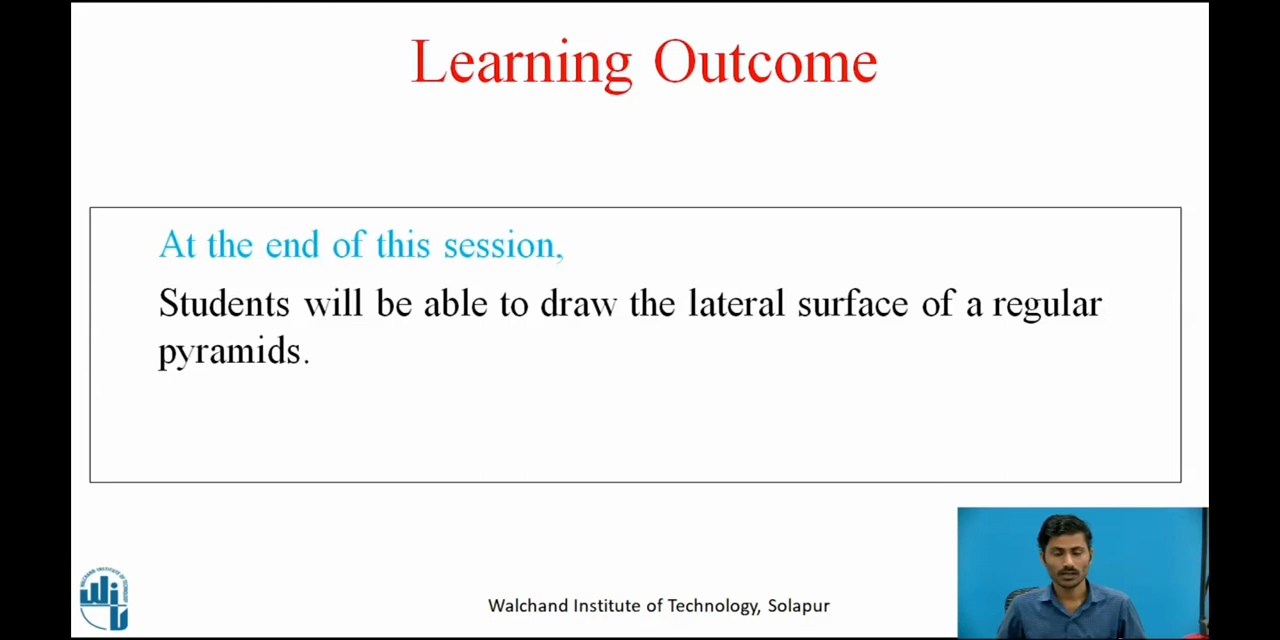 Learning Outcome
At the end of this session,
Students will be able to draw the lateral surface of a regular
pyramids.
Walchand Institute of Technology, Solapur